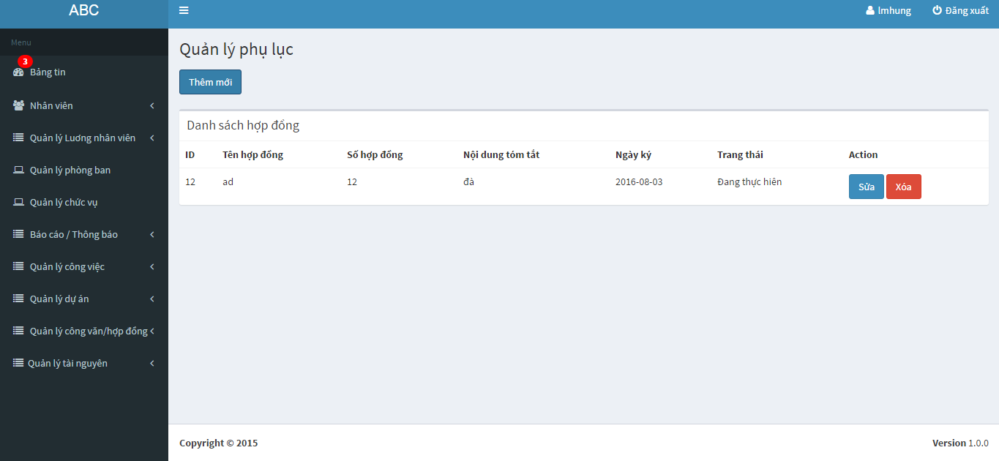 ABC
lmhung Đăng xuất
Menu
3
Bảng tin
Nhân viên
Quản lý Lương nhân viên
Quản lý phòng ban
Quản lý chức vụ
Báo cáo / Thông báo
Quản lý công việc
Quản lý dự án
Quản lý công văn/hợp đồng
Quản lý tài nguyên
Quản lý phụ lục
Thêm mới
Danh sách hợp đồng
ID Tên hợp đồng Số hợp đồng Nội dung tóm tắt Ngày ký Trang thái Action
12 ad 12 đà 2016-08-03 Đang thực hiên Sửa Xóa
Copyright © 2015 Version 1.0.0